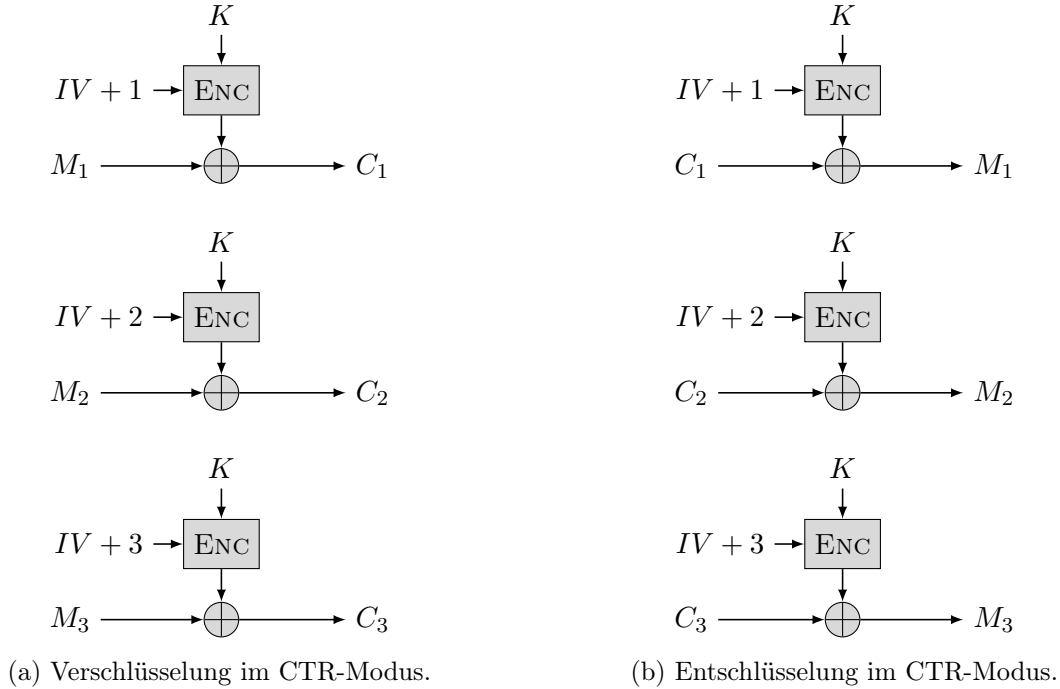 K K
IV + 1 ENC IV + 1 ENC
M₁ C₁ C₁ M₁
K K
IV + 2 ENC IV + 2 ENC
M₂ C₂ C₂ M₂
K K
IV + 3 ENC IV + 3 ENC
M₃ C₃ C₃ M₃
(a) Verschlüsselung im CTR-Modus. (b) Entschlüsselung im CTR-Modus.